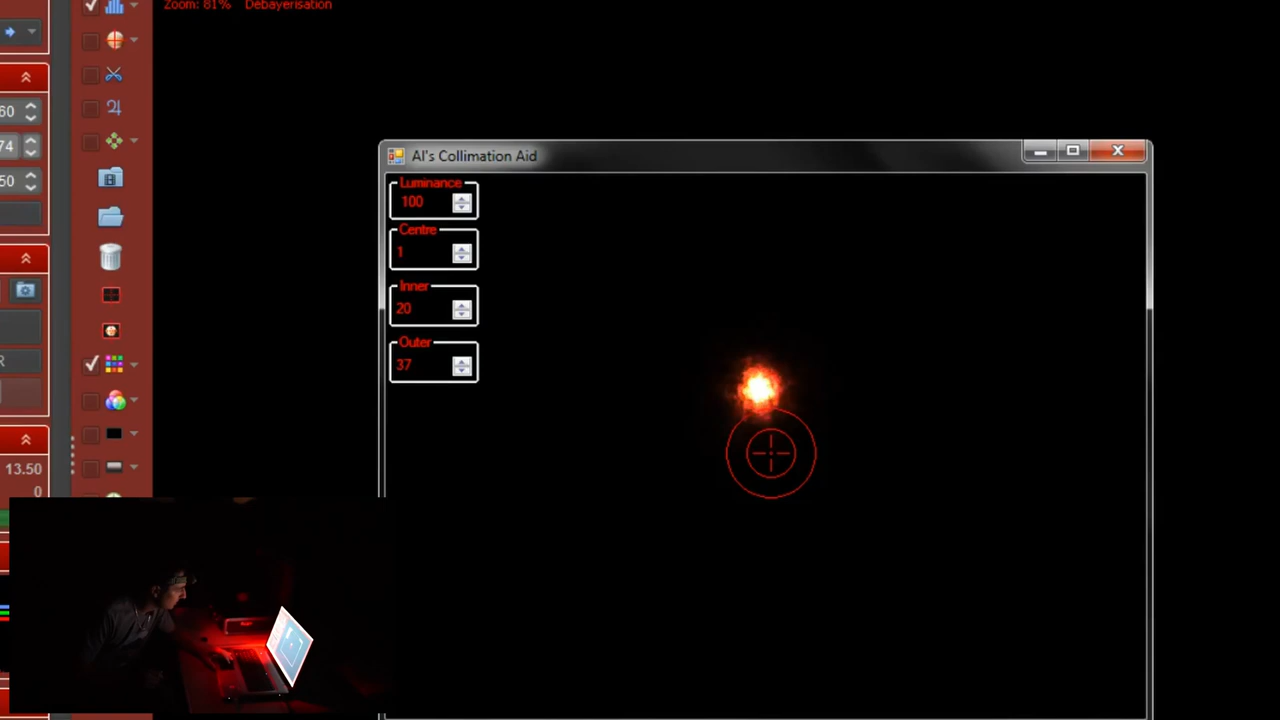 Zoom: 81% Debayerisation
60
74
50
R
13.50
0
Al's Collimation Aid
Luminance
100
Centre
1
Inner
20
Outer
37